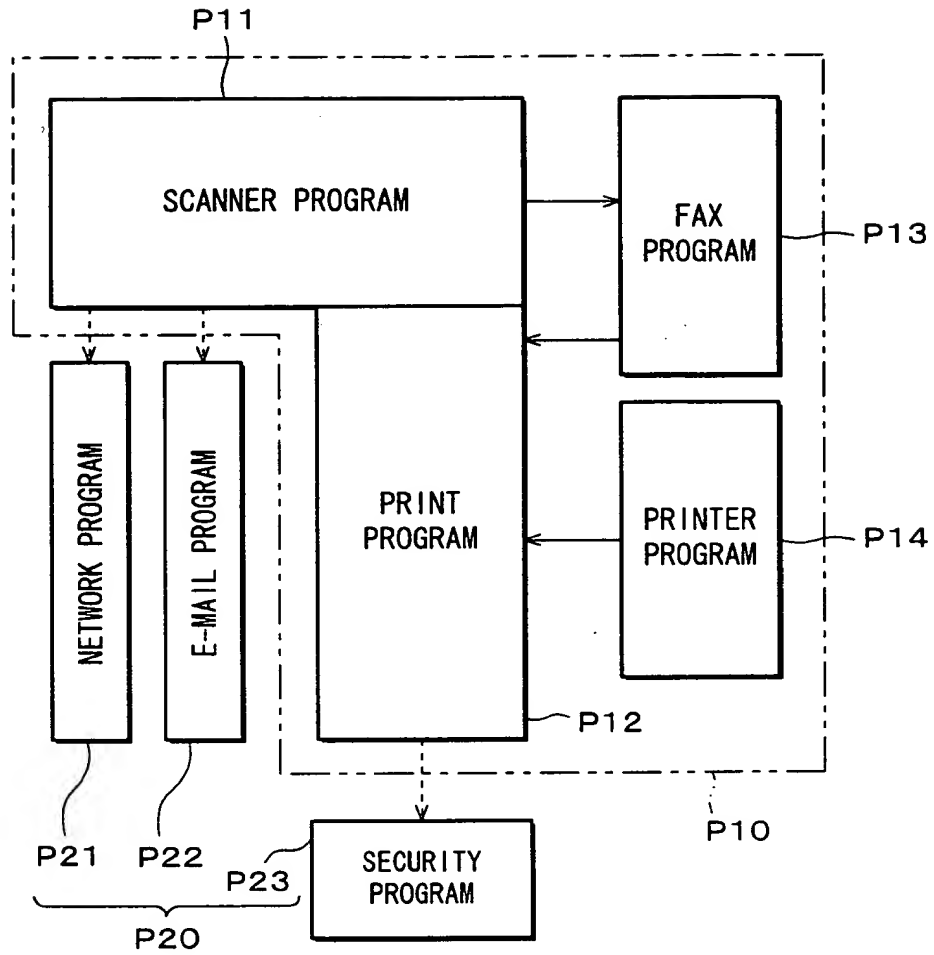 P11
SCANNER PROGRAM
FAX
PROGRAM
P13
NETWORK PROGRAM
E-MAIL PROGRAM
PRINT
PROGRAM
PRINTER
PROGRAM
P14
P12
P10
P21
P22
P23
SECURITY
PROGRAM
P20